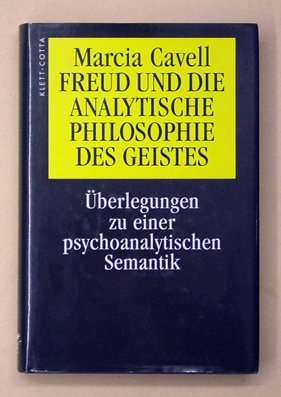 KLETT-COTTA
Marcia Cavell
FREUD UND DIE
ANALYTISCHE
PHILOSOPHIE
DES GEISTES
Überlegungen
zu einer
psychoanalytischen
Semantik